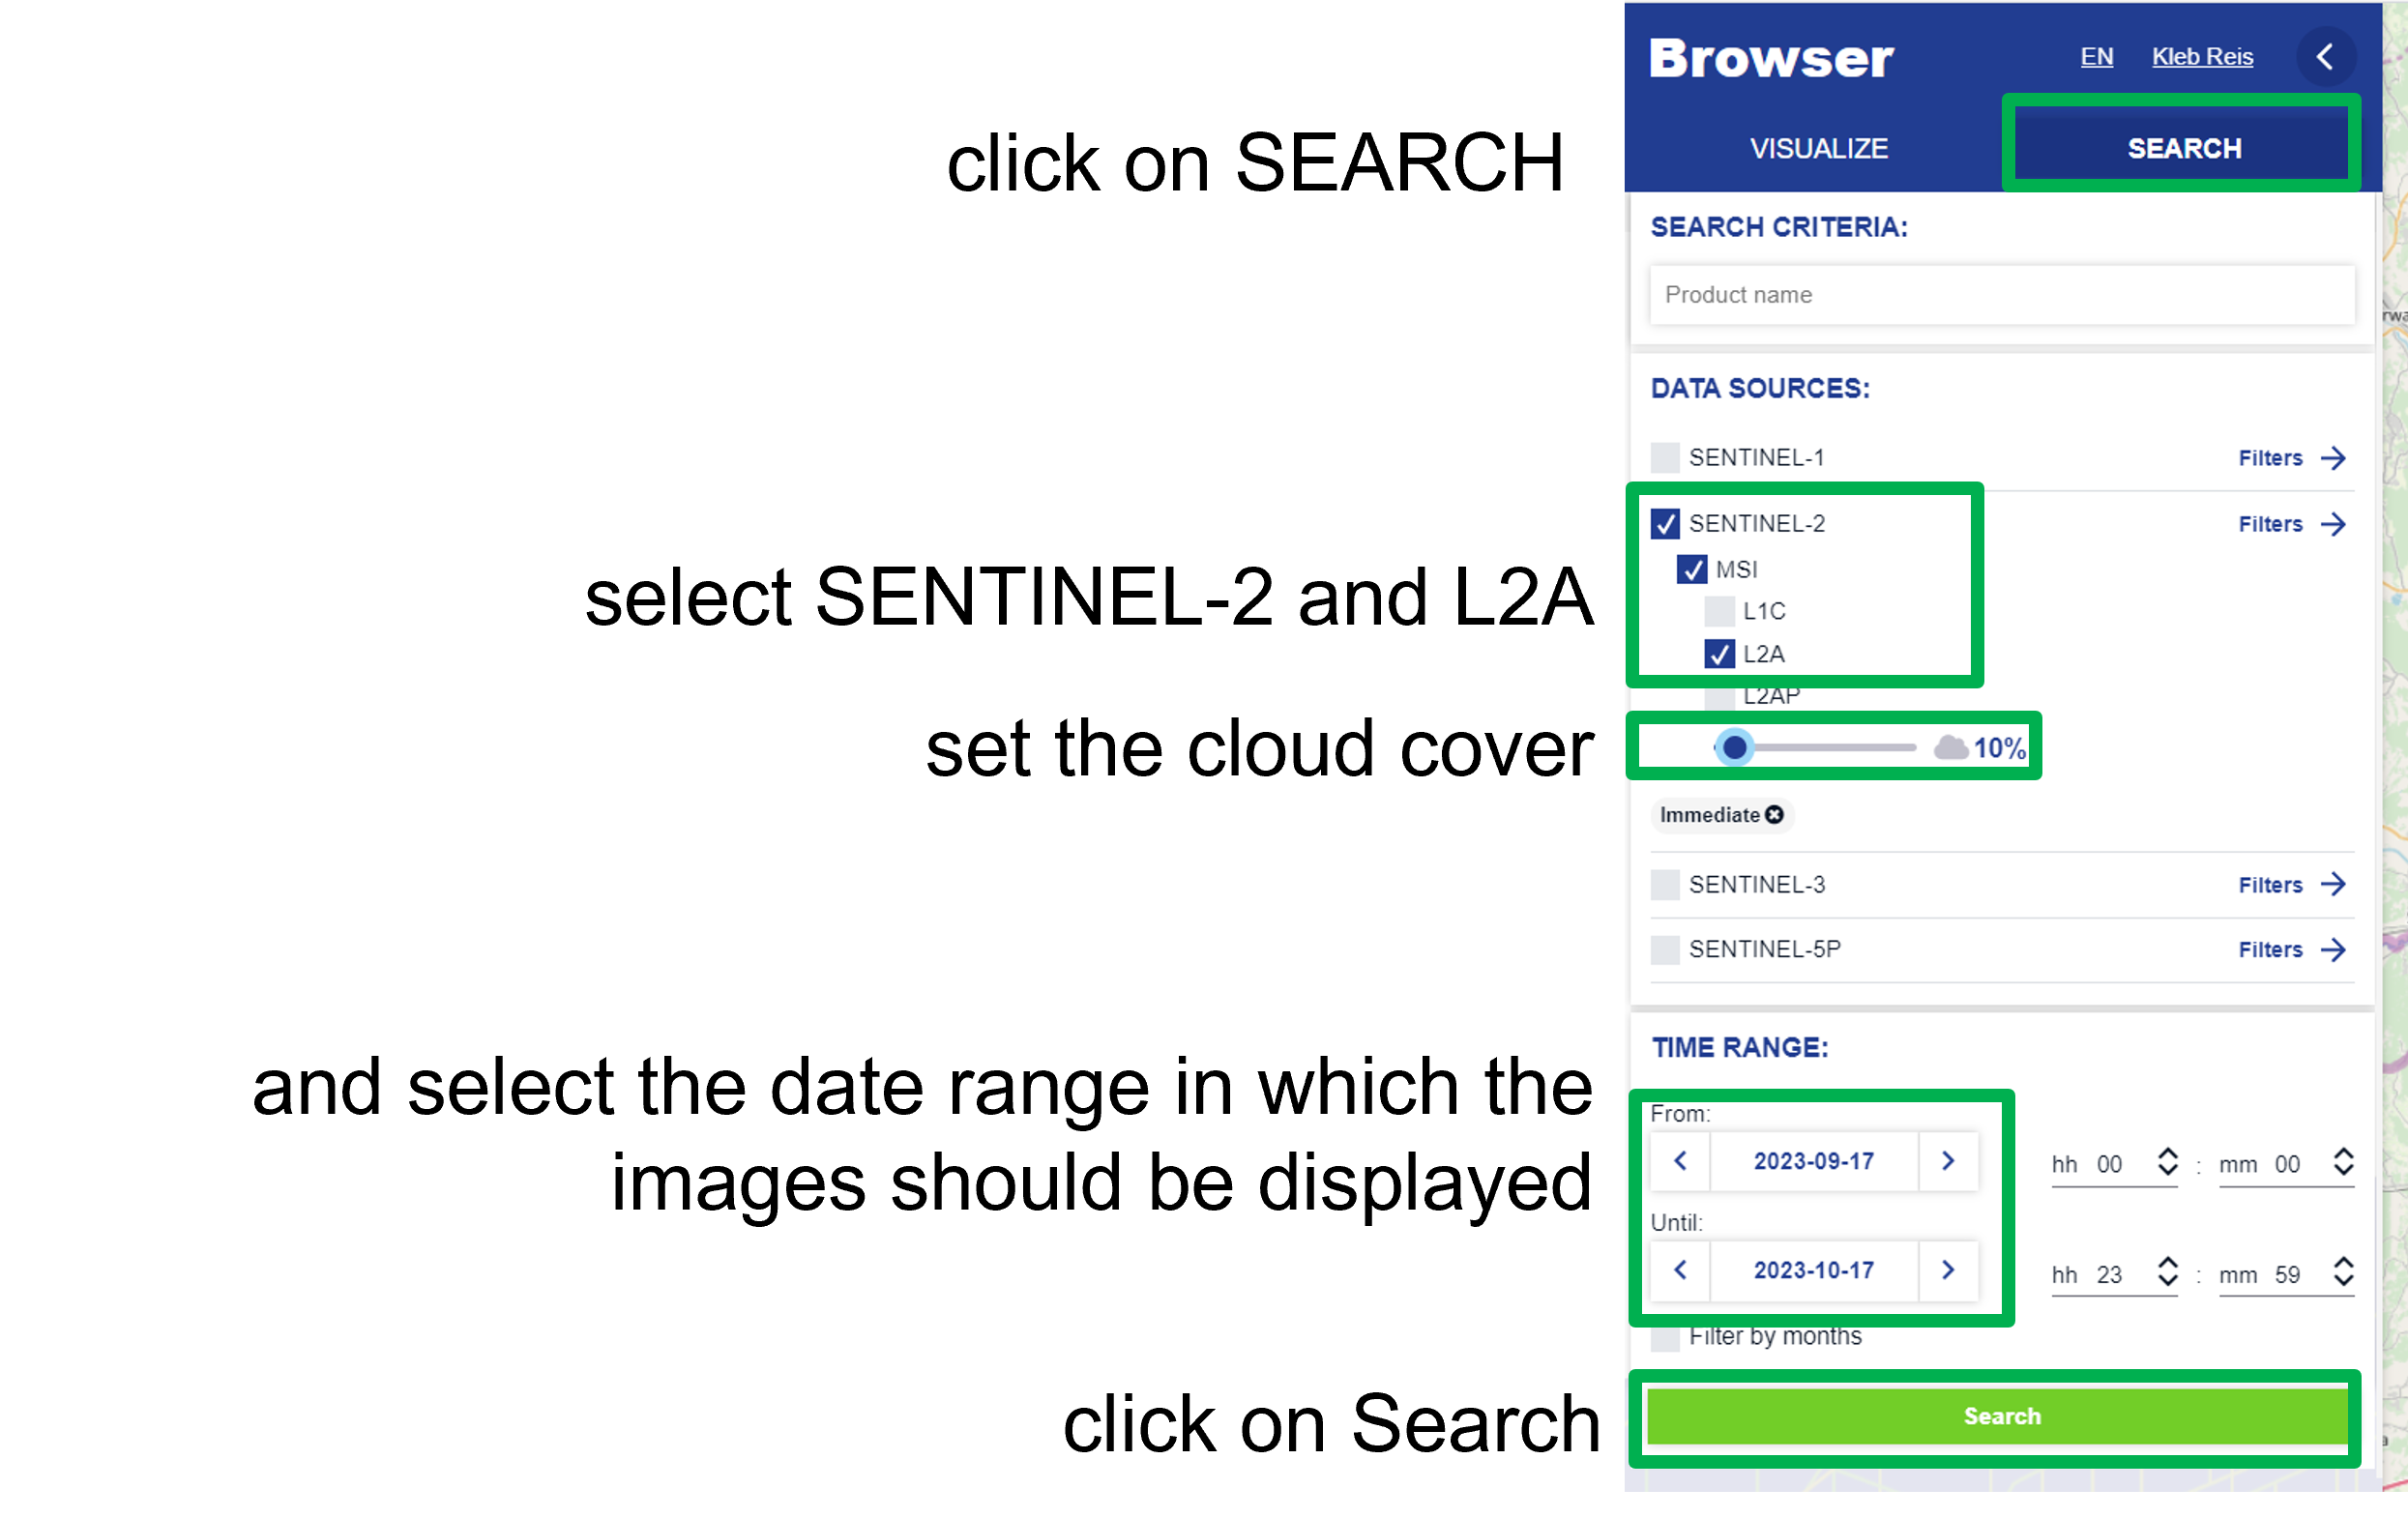 Browser
EN
Kleb Reis
click on SEARCH
VISUALIZE
SEARCH
SEARCH CRITERIA:
Product name
DATA SOURCES:
SENTINEL-1
Filters
SENTINEL-2
Filters
MSI
L1C
select SENTINEL-2 and L2A
L2A
L2AP
set the cloud cover
10%
Immediate
SENTINEL-3
Filters
SENTINEL-5P
Filters
TIME RANGE:
and select the date range in which the
images should be displayed
From:
2023-09-17
hh 00 : mm 00
Until:
2023-10-17
hh 23 : mm 59
Filter by months
click on Search
Search